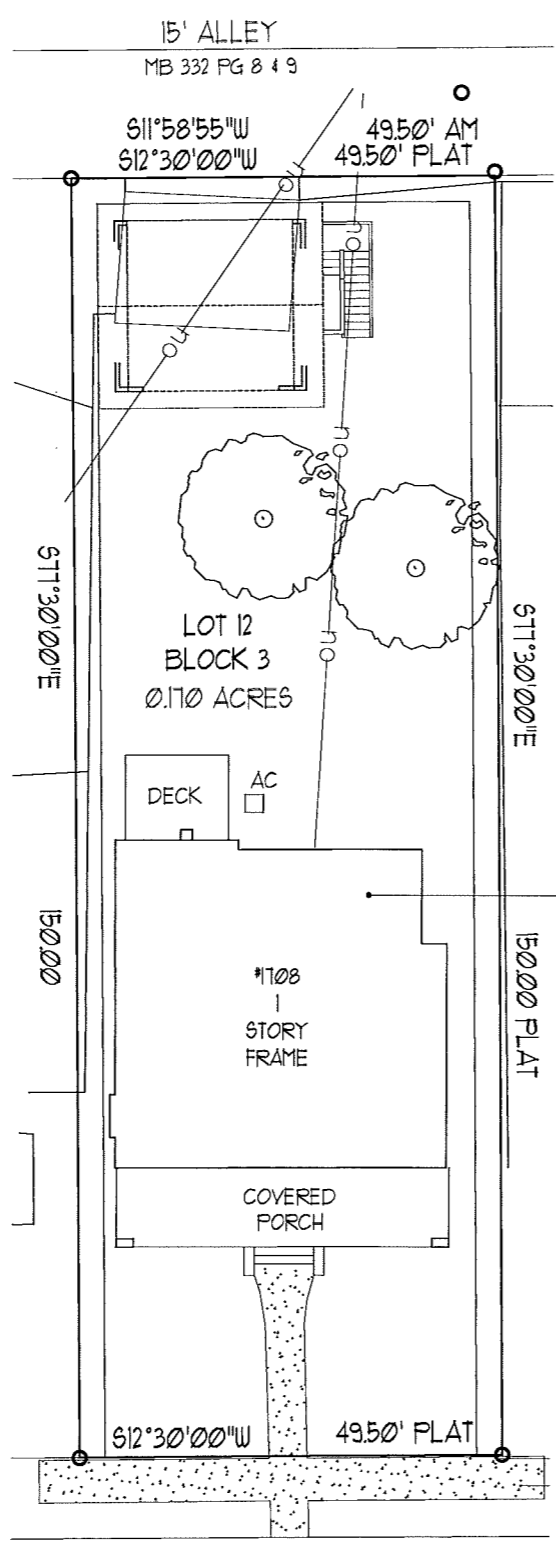 15' ALLEY
MB 332 PG 8 & 9
S11°58'55"W
49.50' AM
S12°30'00"W
49.50' PLAT
U
U
U
U
LOT 12
BLOCK 3
0.170 ACRES
S77°30'00"E
S77°30'00"E
DECK
AC
150.00
150.00 PLAT
#1708
1
STORY
FRAME
COVERED
PORCH
S12°30'00"W
49.50' PLAT